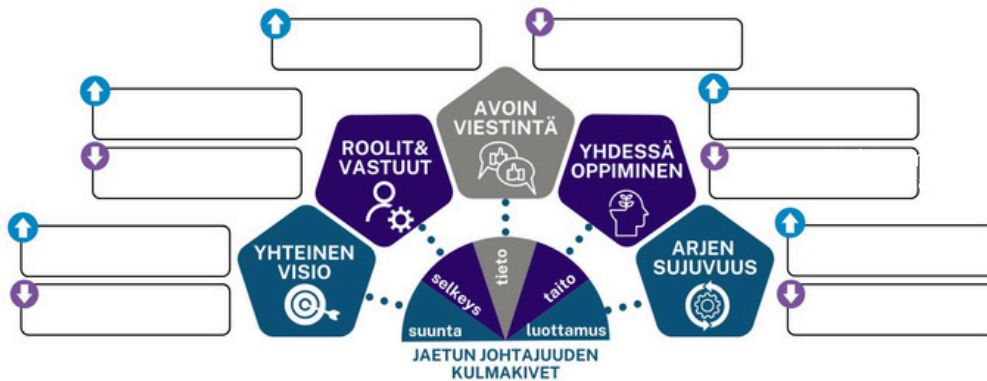 AVOIN
VIESTINTÄ
ROOLIT&
VASTUUT
YHDESSÄ
OPPIMINEN
YHTEINEN
VISIO
ARJEN
SUJUVUUS
suunta
selkeys
tieto
taito
luottamus
JAETUN JOHTAJUUDEN
KULMAKIVET